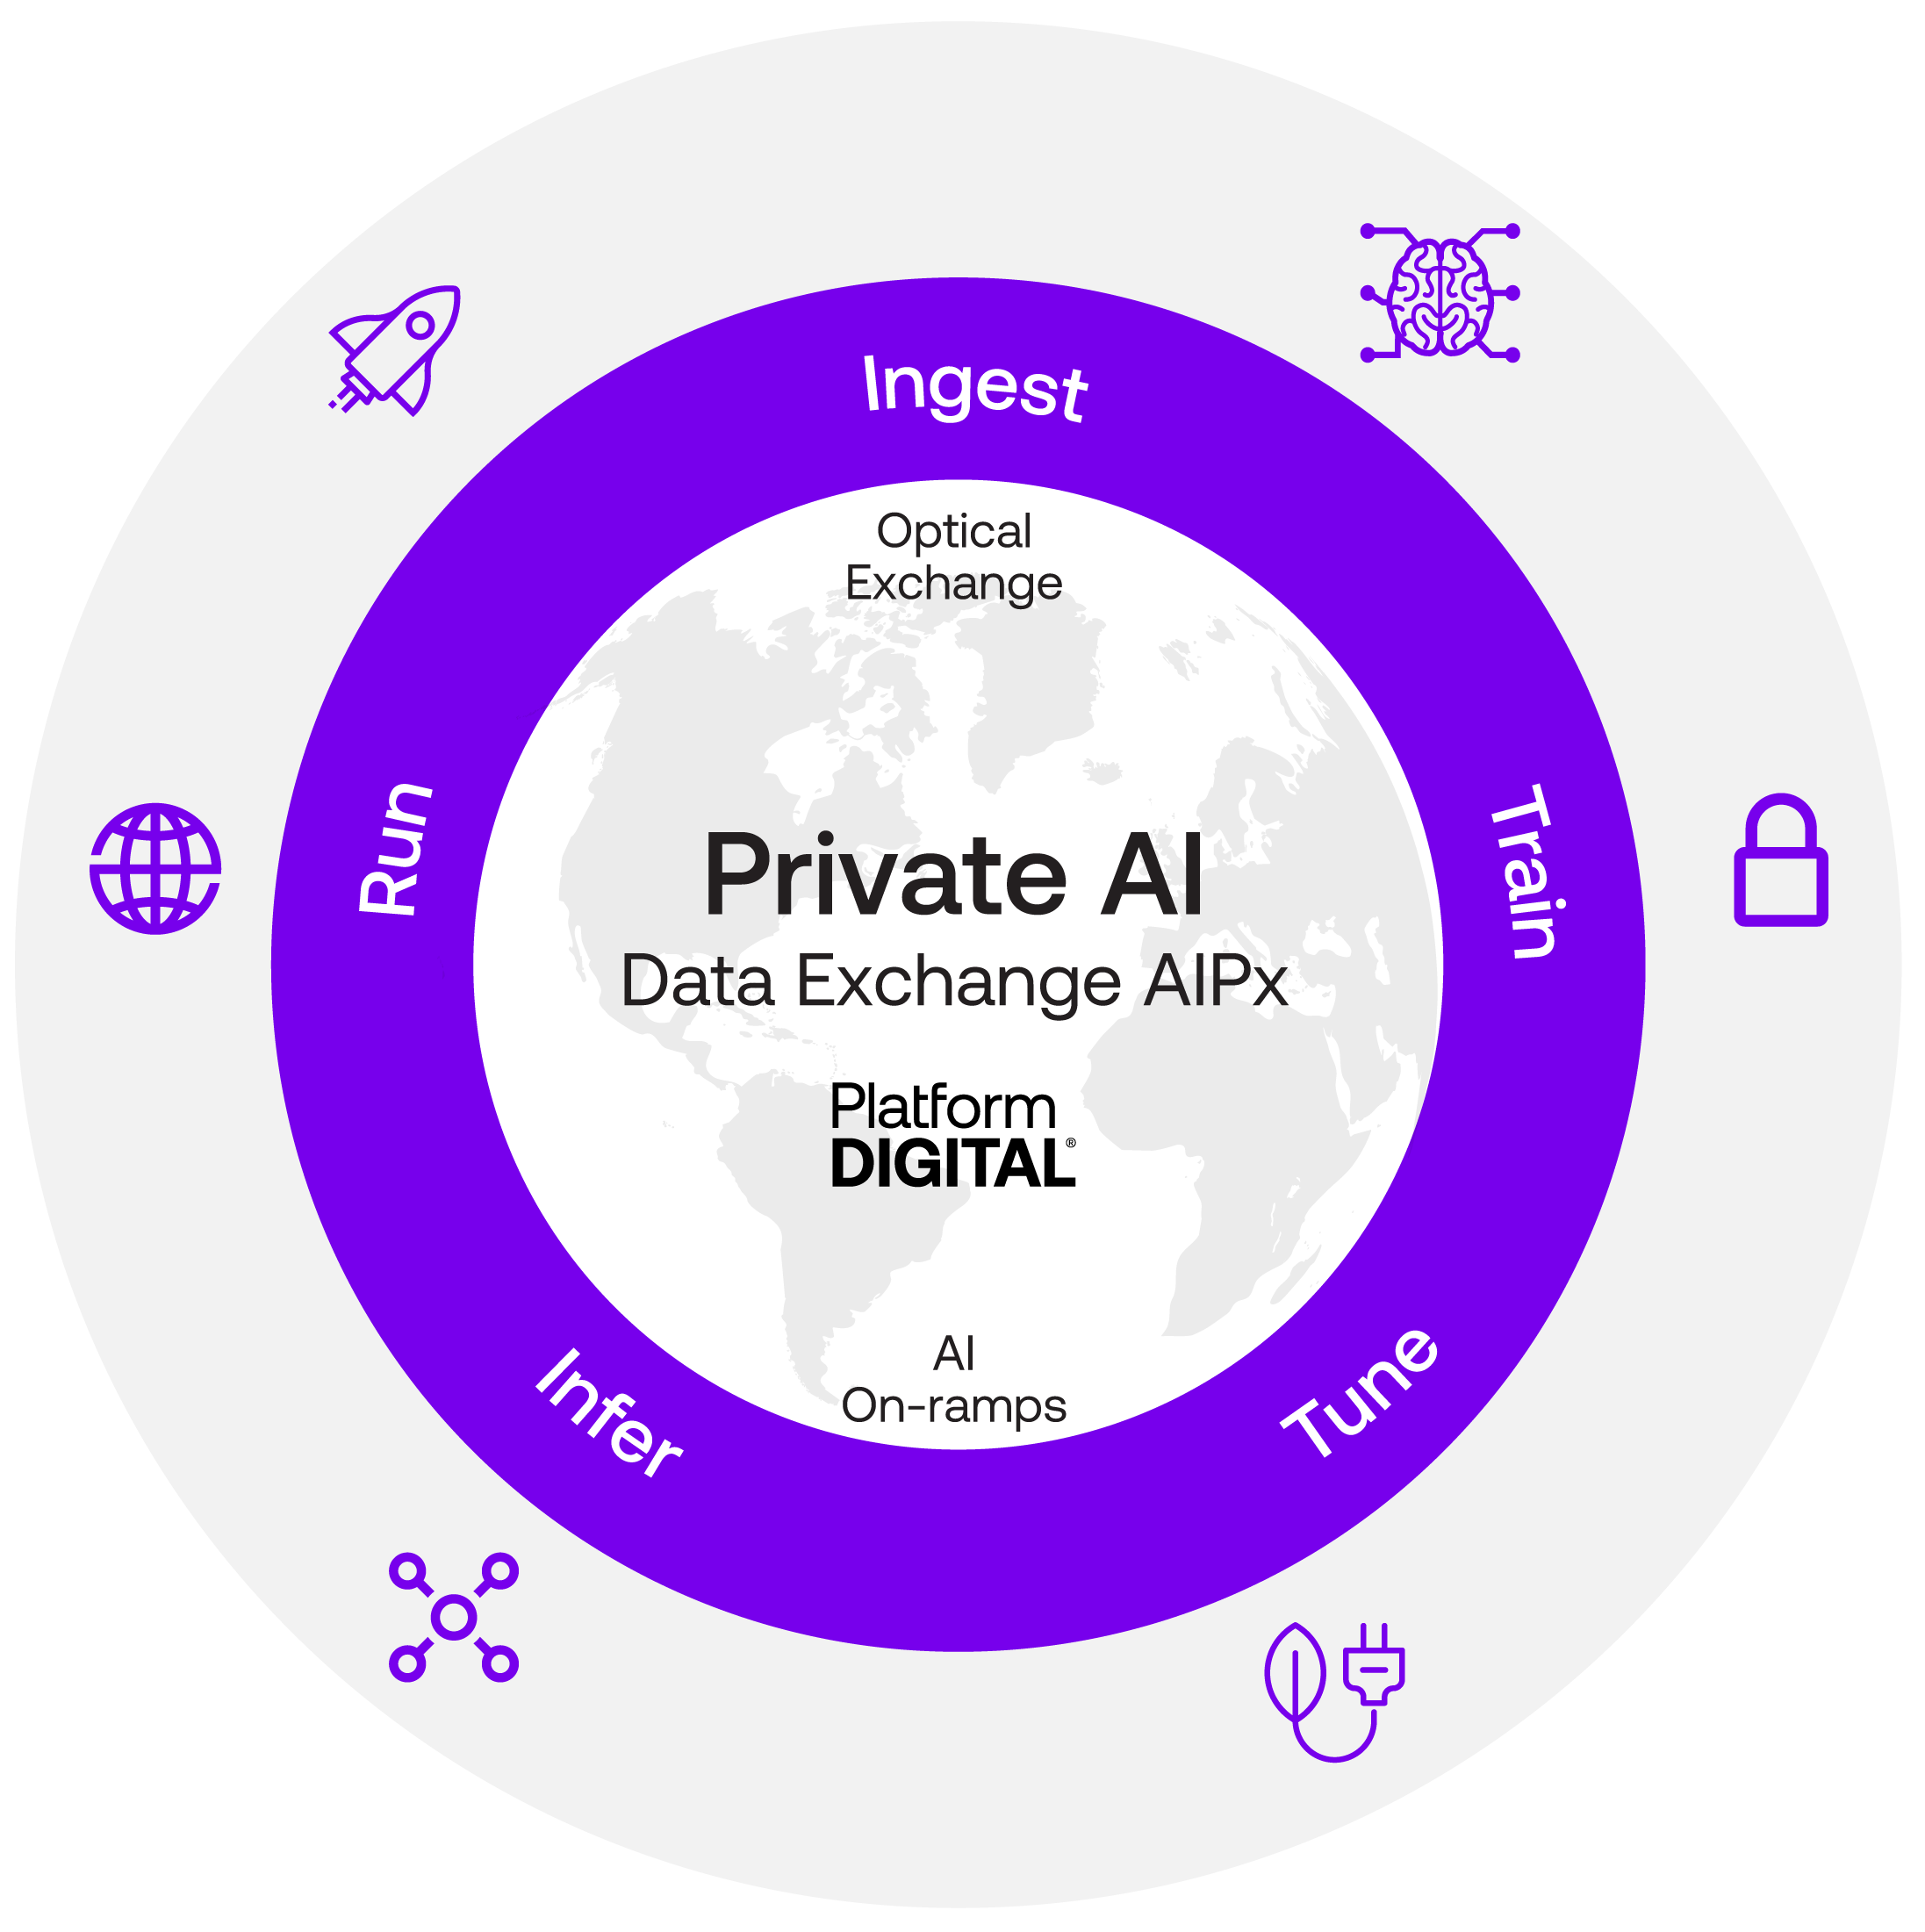 Ingest
Optical
Exchange
Run
Train
Private AI
Data Exchange AIPx
Platform
DIGITAL®
Infer
Tune
AI
On-ramps